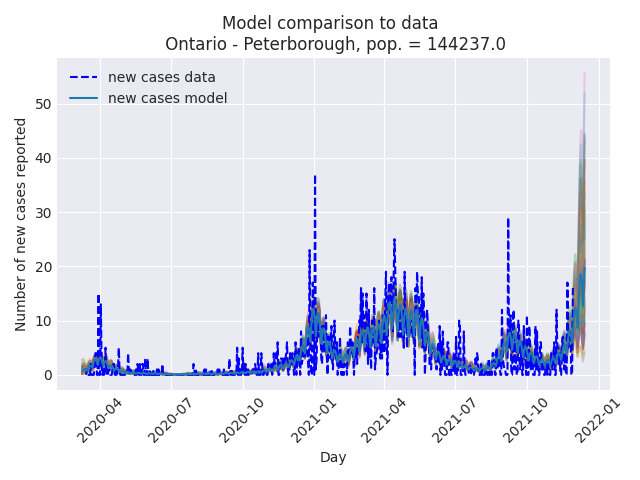 Model comparison to data
Ontario - Peterborough, pop. = 144237.0
new cases data
new cases model
Number of new cases reported
50
40
30
20
10
0
2020-04
2020-07
2020-10
2021-01
2021-04
2021-07
2021-10
2022-01
Day